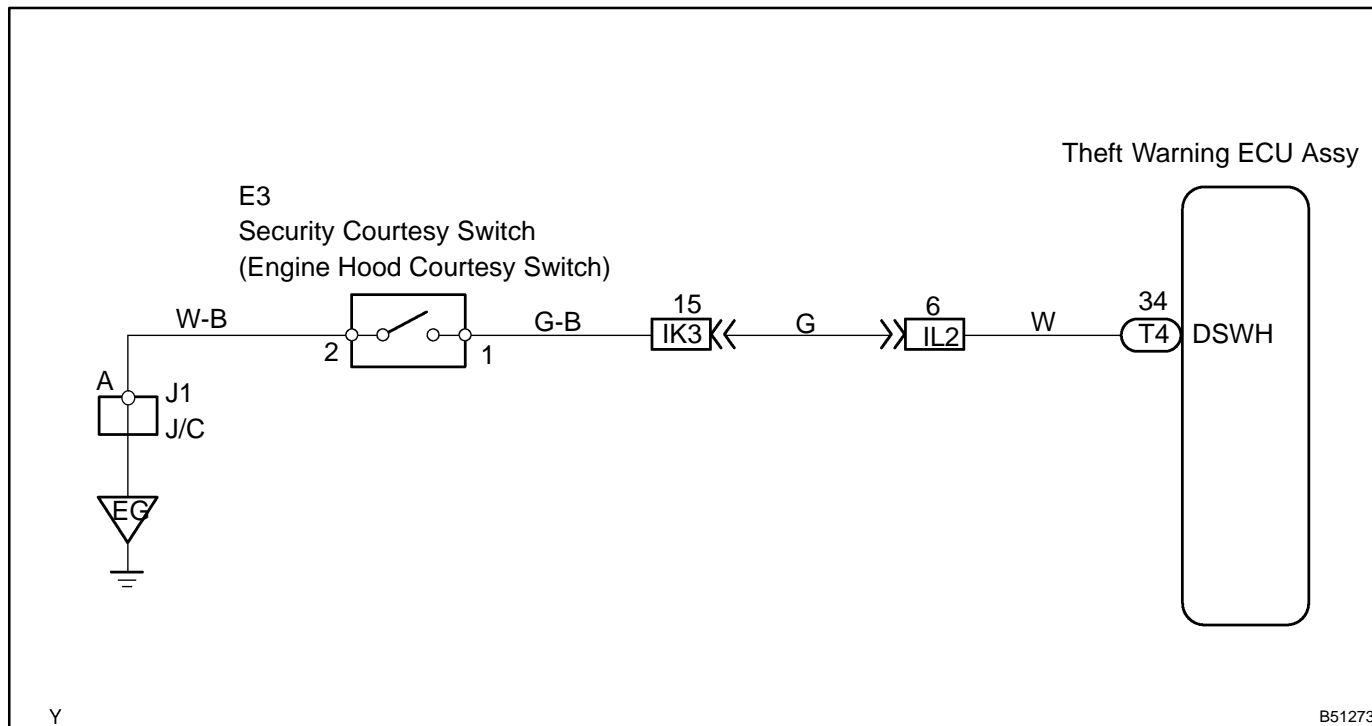 Theft Warning ECU Assy
E3
Security Courtesy Switch
(Engine Hood Courtesy Switch)
W-B
2
1
G-B
15
IK3
G
6
IL2
W
34
T4
DSWH
A
J1
J/C
EG
Y
B51273